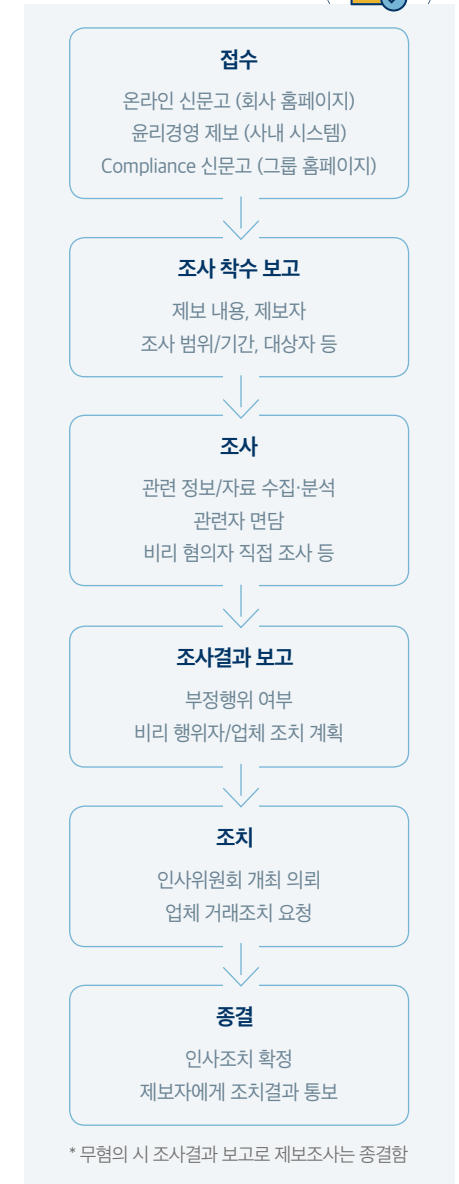 접수
온라인 신문고 (회사 홈페이지)
윤리경영 제보 (사내 시스템)
Compliance 신문고 (그룹 홈페이지)
조사 착수 보고
제보 내용, 제보자
조사 범위/기간, 대상자 등
조사
관련 정보/자료 수집·분석
관련자 면담
비리 혐의자 직접 조사 등
조사결과 보고
부정행위 여부
비리 행위자/업체 조치 계획
조치
인사위원회 개최 의뢰
업체 거래조치 요청
종결
인사조치 확정
제보자에게 조치결과 통보
* 무혐의 시 조사결과 보고로 제보조사는 종결함